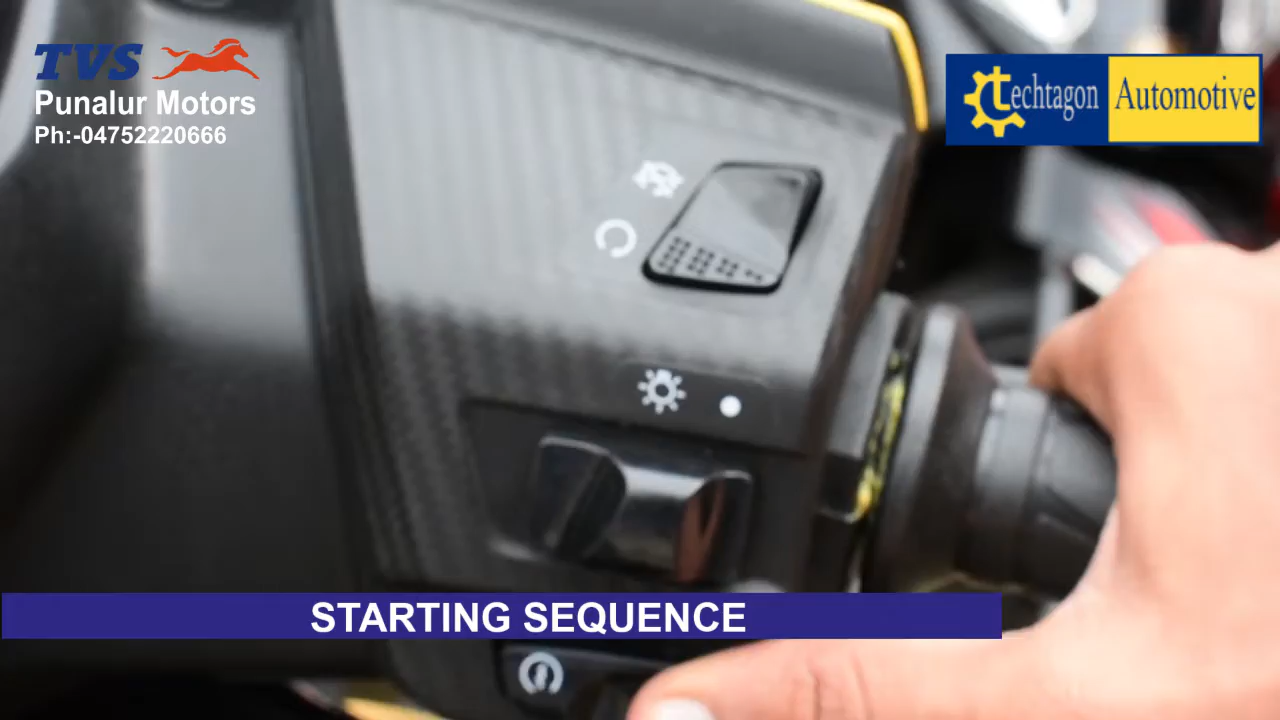 TVS
Punalur Motors
Ph:-04752220666
techtagon Automotive
STARTING SEQUENCE